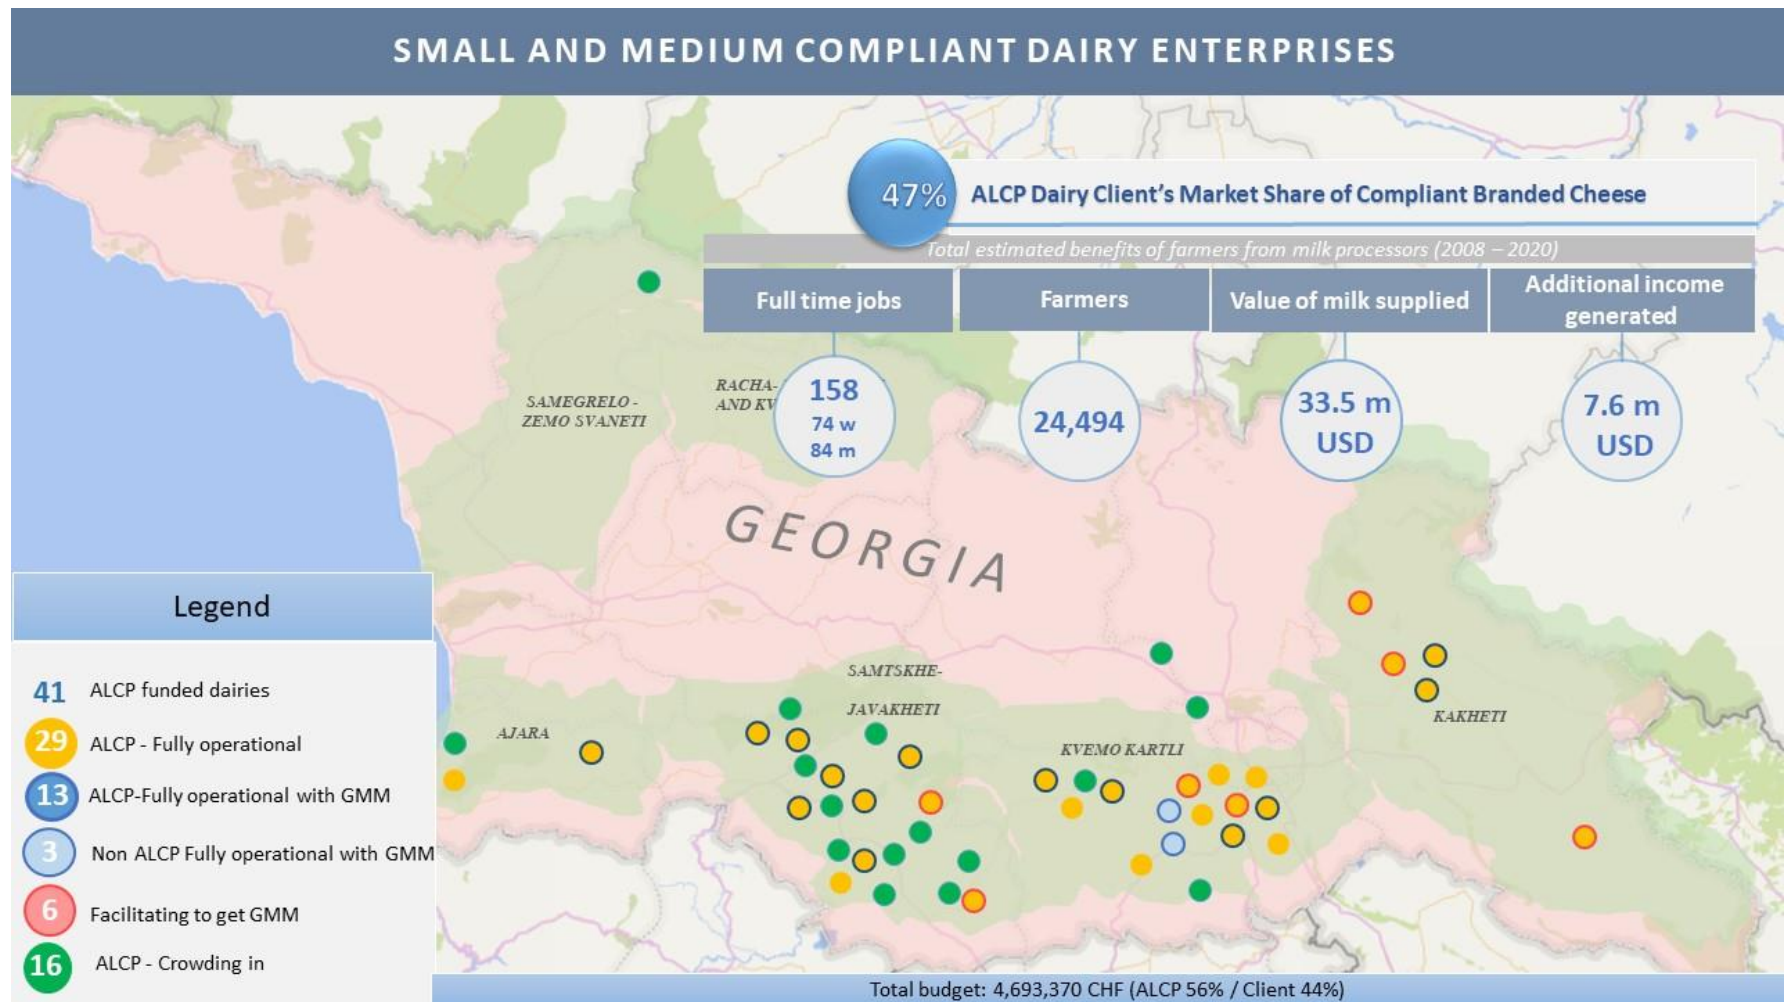 SMALL AND MEDIUM COMPLIANT DAIRY ENTERPRISES
47%
ALCP Dairy Client's Market Share of Compliant Branded Cheese
Total estimated benefits of farmers from milk processors (2008 – 2020)
Full time jobs
Farmers
Value of milk supplied
Additional income
generated
158
74 w
84 m
24,494
33.5 m
USD
7.6 m
USD
SAMEGRELO -
ZEMO SVANETI
RACHA-
AND KV
GEORGIA
SAMTSKHE-
JAVAKHETI
AJARA
KVEMO KARTLI
KAKHETI
Legend
41 ALCP funded dairies
29 ALCP - Fully operational
13 ALCP-Fully operational with GMM
3 Non ALCP Fully operational with GMM
6 Facilitating to get GMM
16 ALCP - Crowding in
Total budget: 4,693,370 CHF (ALCP 56% / Client 44%)